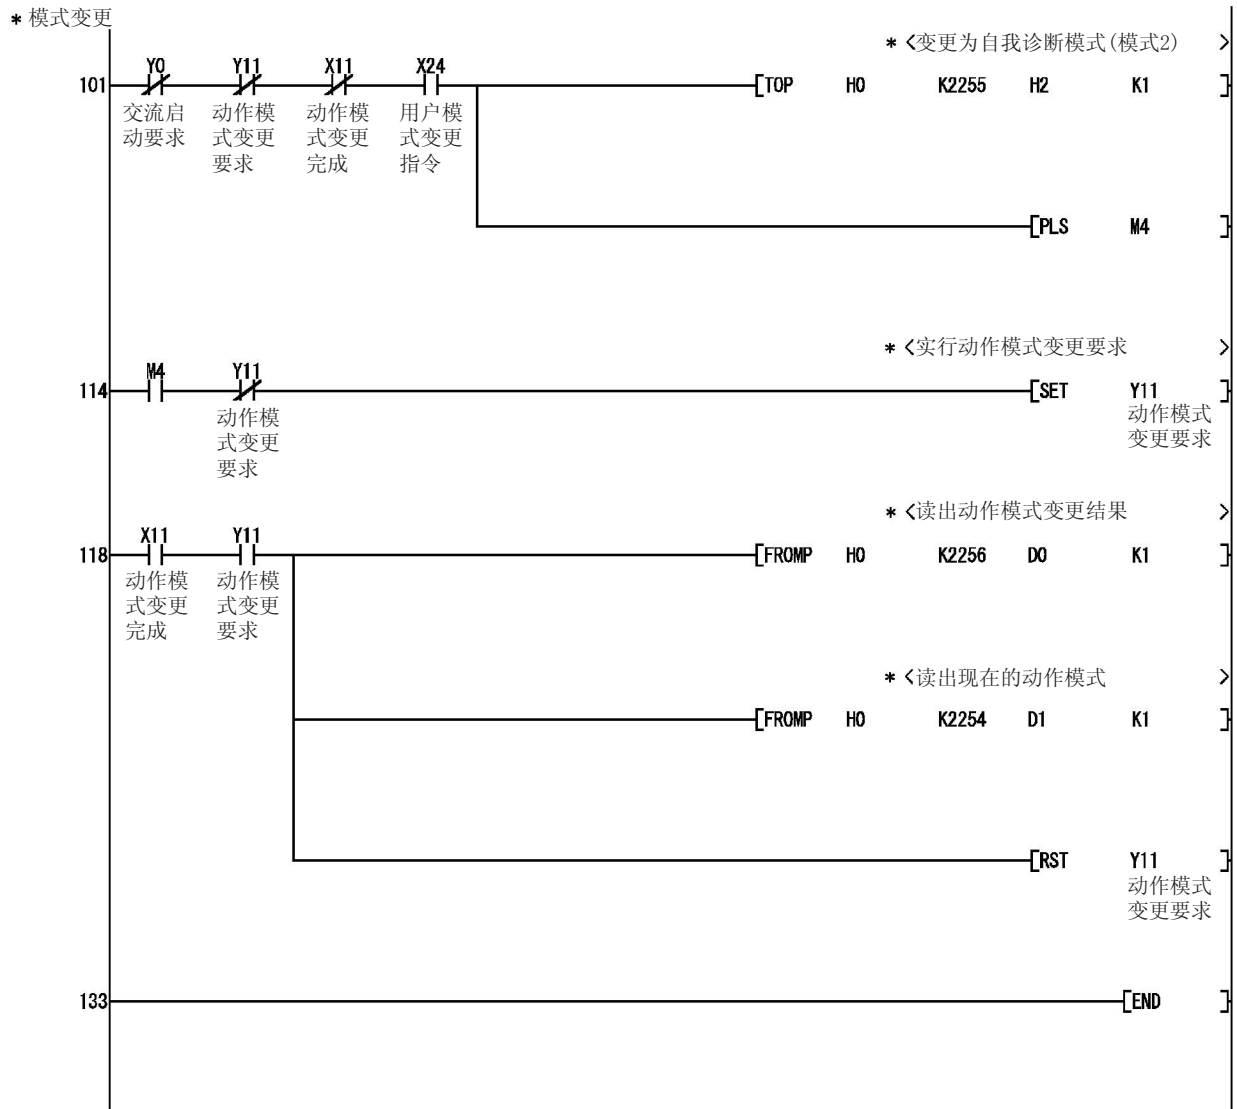 * 模式变更
* <变更为自我诊断模式(模式2) >
Y0 Y11 X11 X24
101 [TOP H0 K2255 H2 K1 ]
交流启 动作模 动作模 用户模
动要求 式变更 式变更 式变更
要求 完成 指令
[PLS M4 ]
* <实行动作模式变更要求 >
M4 Y11
114 [SET Y11 ]
动作模 动作模式
式变更 变更要求
要求
* <读出动作模式变更结果 >
X11 Y11
118 [FROMP H0 K2256 D0 K1 ]
动作模 动作模
式变更 式变更
完成 要求
* <读出现在的动作模式 >
[FROMP H0 K2254 D1 K1 ]
[RST Y11 ]
动作模式
变更要求
133 [END ]